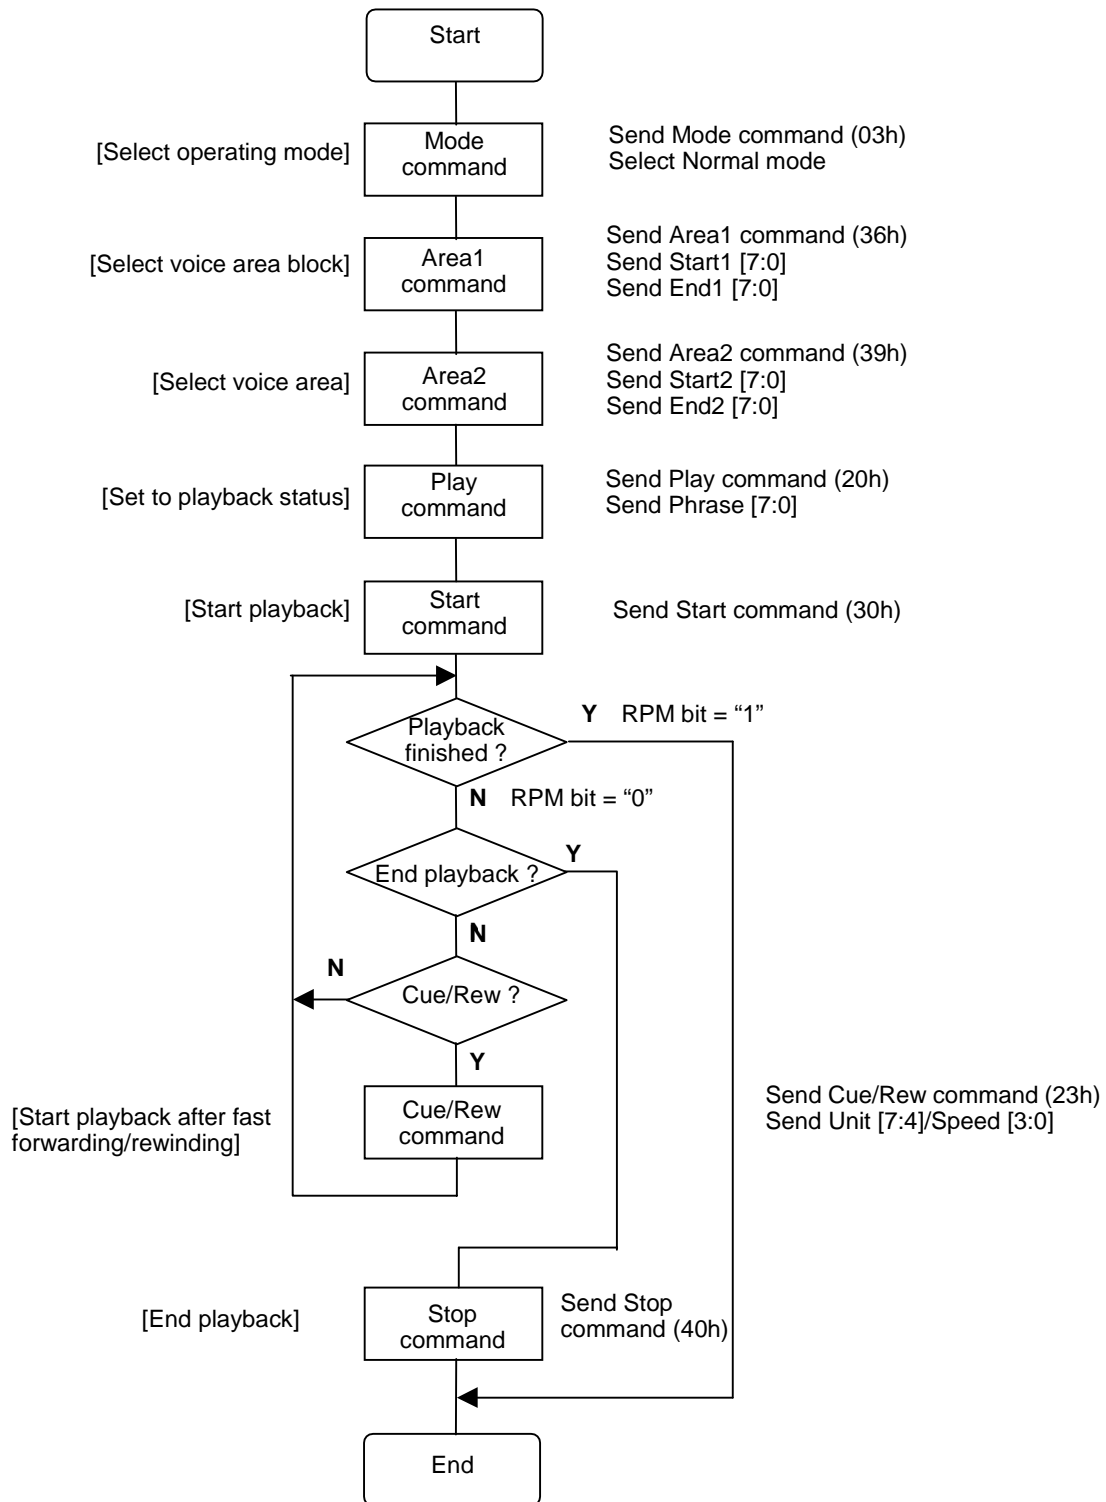 Start
[Select operating mode]
Mode
command
Send Mode command (03h)
Select Normal mode
[Select voice area block]
Area1
command
Send Area1 command (36h)
Send Start1 [7:0]
Send End1 [7:0]
[Select voice area]
Area2
command
Send Area2 command (39h)
Send Start2 [7:0]
Send End2 [7:0]
[Set to playback status]
Play
command
Send Play command (20h)
Send Phrase [7:0]
[Start playback]
Start
command
Send Start command (30h)
Playback
finished ?
Y RPM bit = “1”
N RPM bit = “0”
End playback ?
Y
N
Cue/Rew ?
N
Y
[Start playback after fast
forwarding/rewinding]
Cue/Rew
command
Send Cue/Rew command (23h)
Send Unit [7:4]/Speed [3:0]
[End playback]
Stop
command
Send Stop
command (40h)
End